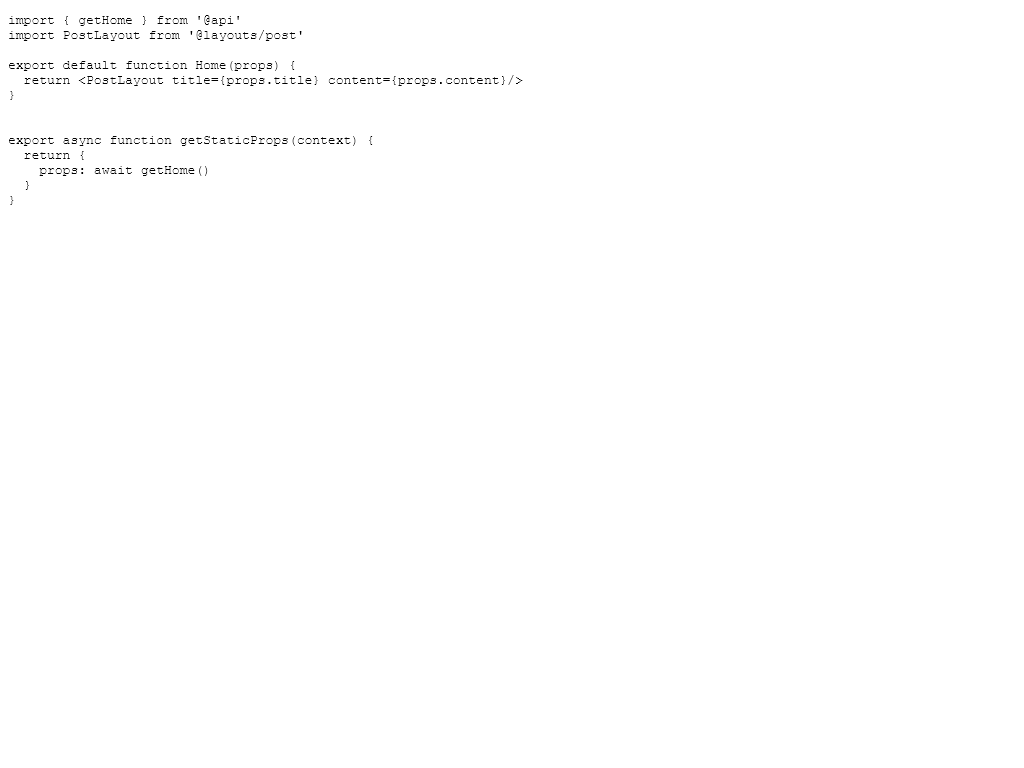 import { getHome } from '@api'
import PostLayout from '@layouts/post'

export default function Home(props) {
  return <PostLayout title={props.title} content={props.content}/>
}


export async function getStaticProps(context) {
  return {
    props: await getHome()
  }
}